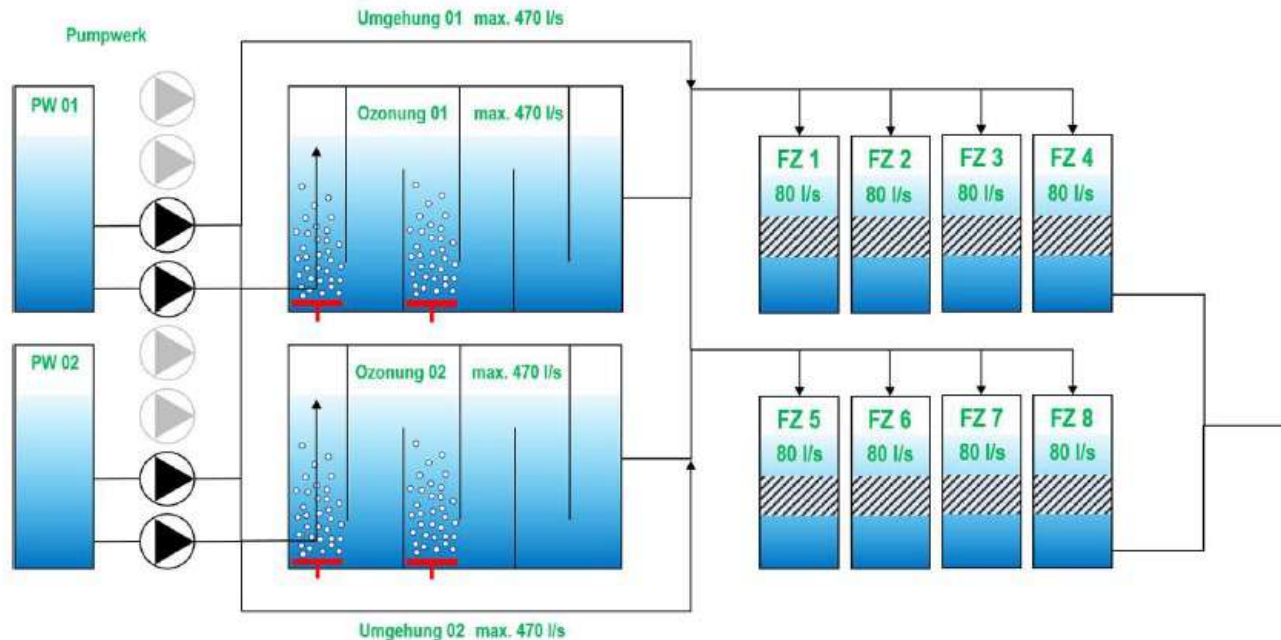 Umgehung 01 max. 470 l/s
Pumpwerk
PW 01
Ozonung 01 max. 470 l/s
FZ 1 FZ 2 FZ 3 FZ 4
80 l/s 80 l/s 80 l/s 80 l/s
PW 02
Ozonung 02 max. 470 l/s
FZ 5 FZ 6 FZ 7 FZ 8
80 l/s 80 l/s 80 l/s 80 l/s
Umgehung 02 max. 470 l/s